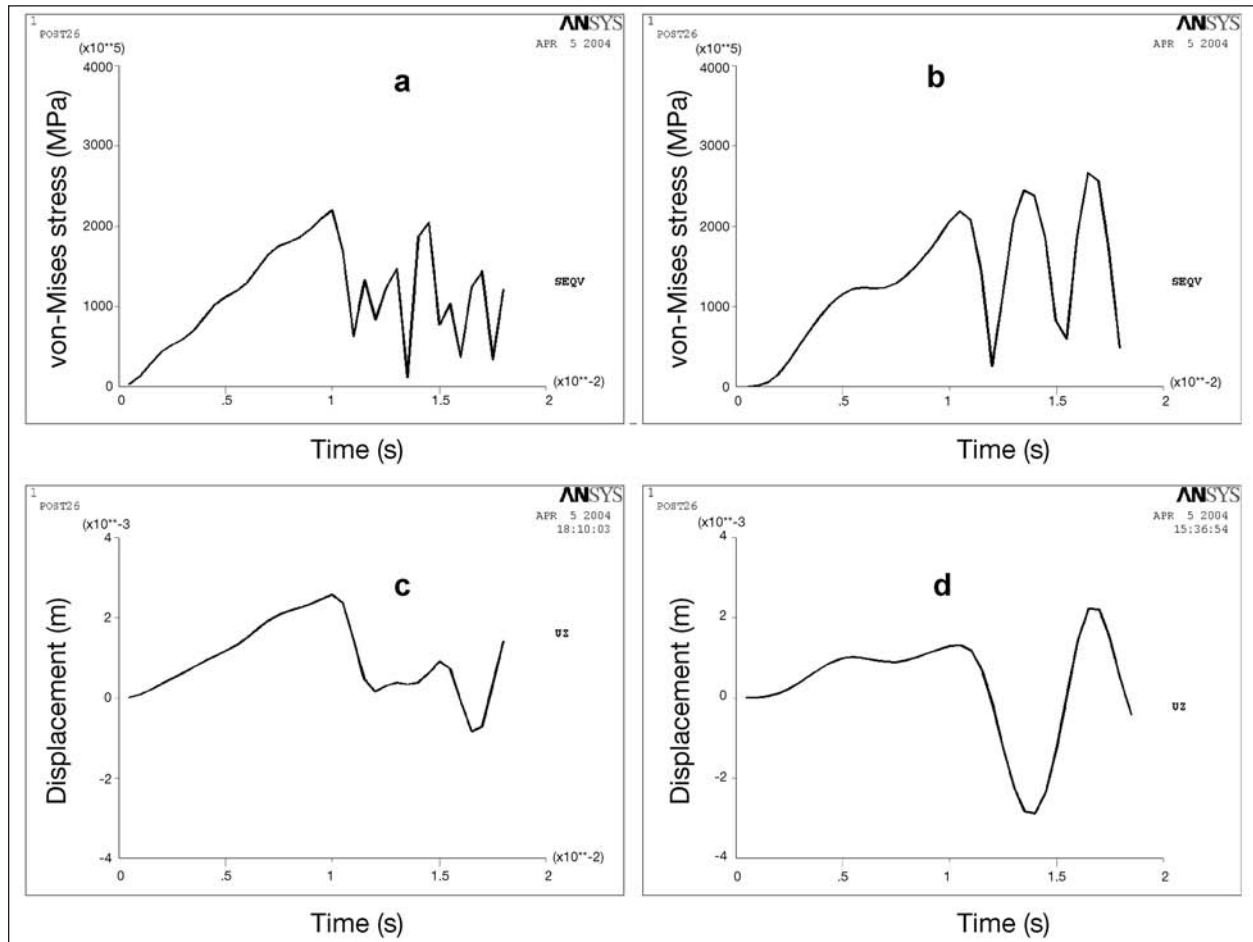 1
POST26
ANSYS
APR 5 2004
(x10**5)
4000
3000
2000
1000
0
von-Mises stress (MPa)
a
SEQV
(x10**-2)
0 .5 1 1.5 2
Time (s)
1
POST26
ANSYS
APR 5 2004
(x10**5)
4000
3000
2000
1000
0
von-Mises stress (MPa)
b
SEQV
(x10**-2)
0 .5 1 1.5 2
Time (s)
1
POST26
ANSYS
APR 5 2004
18:10:03
(x10**-3
4
2
0
-2
-4
Displacement (m)
c
UZ
(x10**-2)
0 .5 1 1.5 2
Time (s)
1
POST26
ANSYS
APR 5 2004
15:36:54
(x10**-3
4
2
0
-2
-4
Displacement (m)
d
UZ
0 .5 1 1.5 2
Time (s)